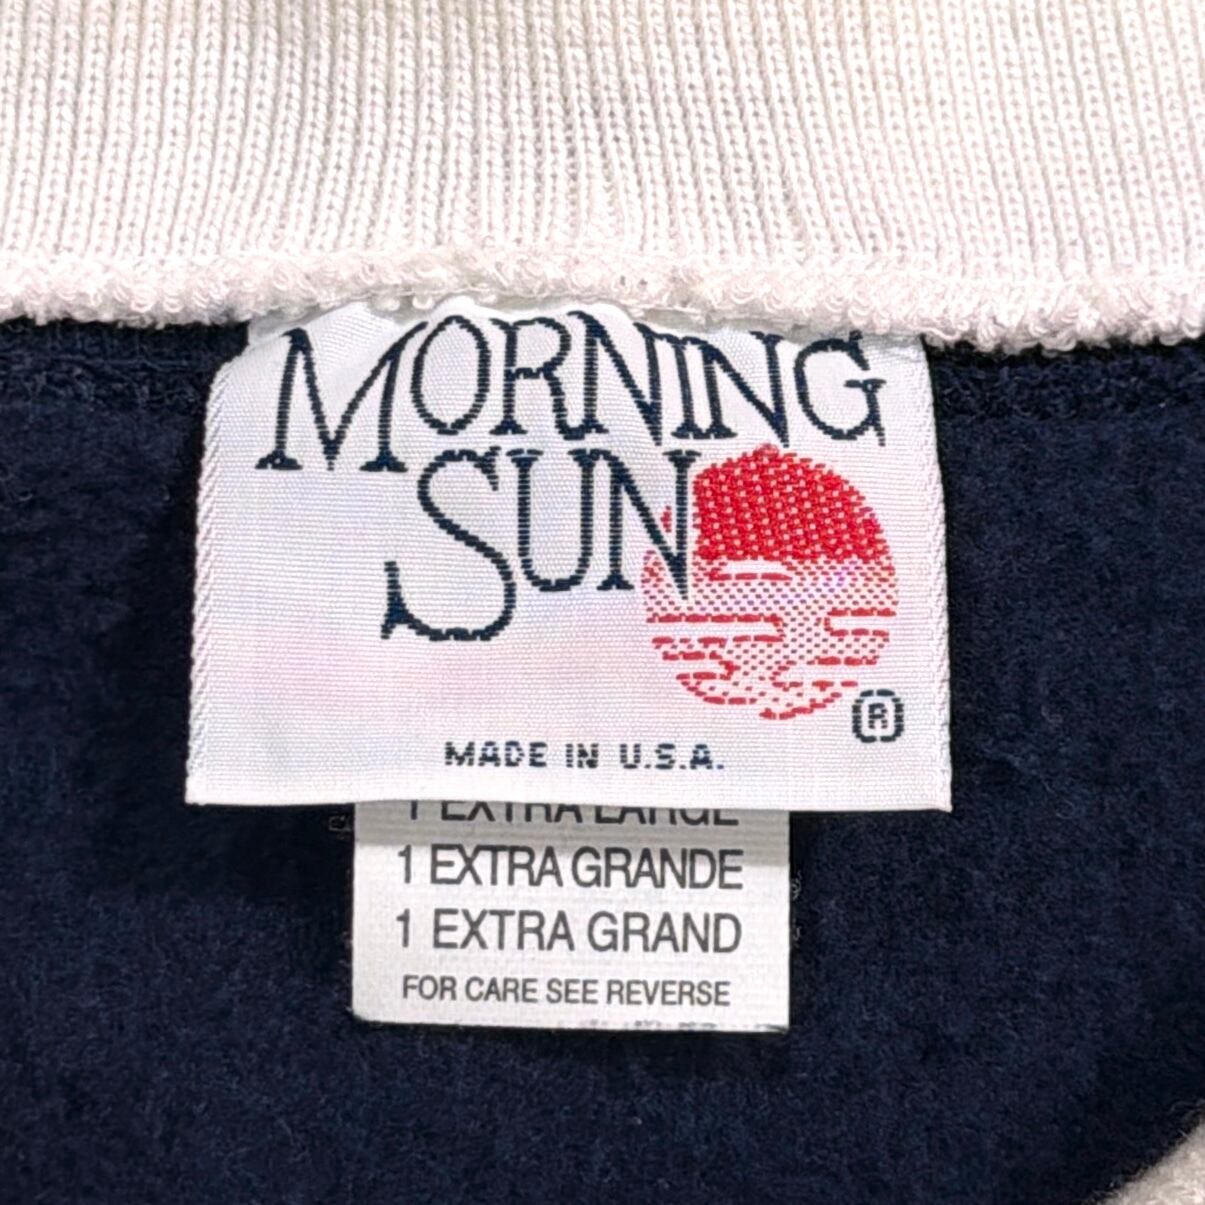 MORNING
SUN
®
MADE IN U.S.A.
1 EXTRA LARGE
1 EXTRA GRANDE
1 EXTRA GRAND
FOR CARE SEE REVERSE